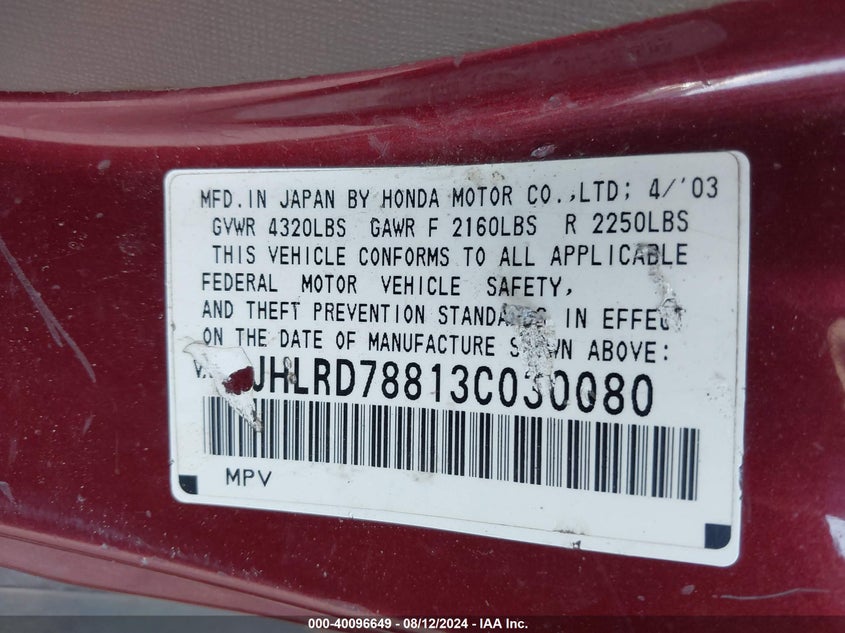 MFD. IN JAPAN BY HONDA MOTOR CO.,LTD; 4/'03
GVWR 4320LBS GAWR F 2160LBS R 2250LBS
THIS VEHICLE CONFORMS TO ALL APPLICABLE
FEDERAL MOTOR VEHICLE SAFETY,
AND THEFT PREVENTION IN
ON THE DATE OF MANUFACTURE ABOVE:
JHLRD78813C030080
MPV
000-40096649 - 08/12/2024 - IAA Inc.